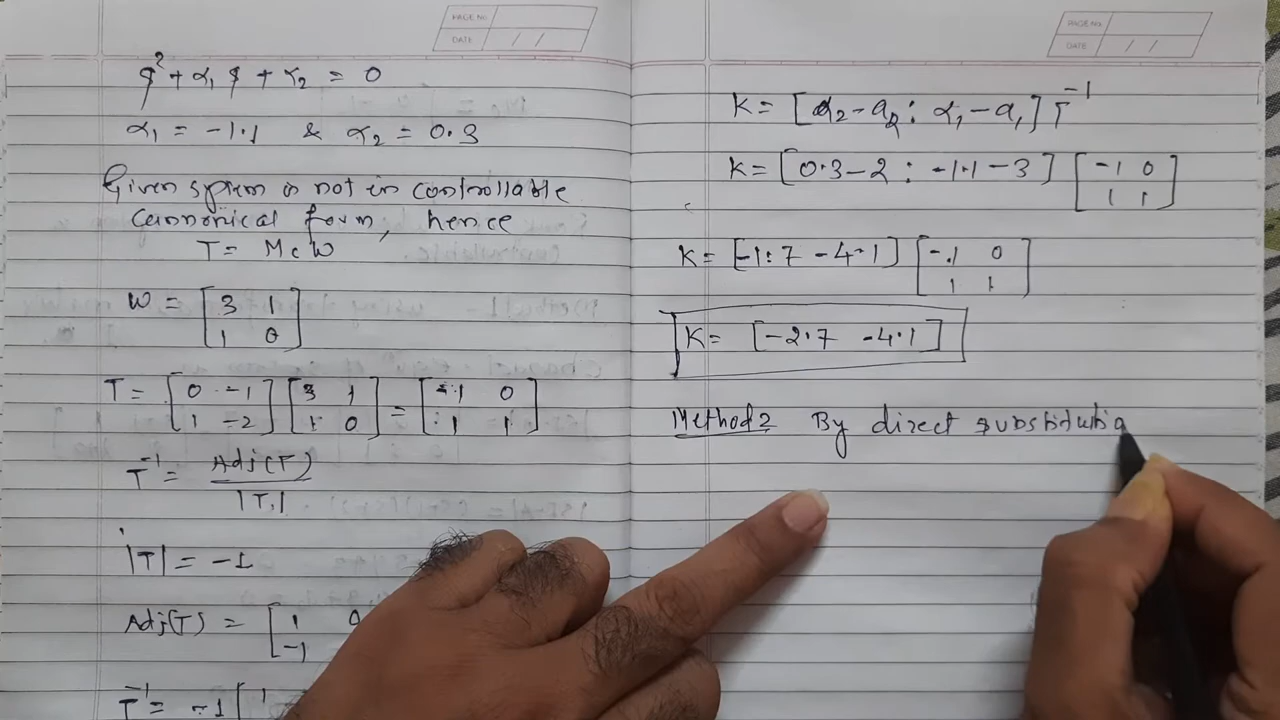 PAGE No.
DATE / /
s² + α₁ s + α₂ = 0
α₁ = -1.1 & α₂ = 0.3
Given system is not in controllable
cannonical form, hence
T = McW
W = [3 1
1 0]
T = [0 -1 [3 1 = [-1 0
1 -2] 1 0] 1 1]
T⁻¹ = Adj(T)
|T|
|T| = -1
Adj(T) = [1 0
-1
T⁻¹ = -1[1
PAGE No.
DATE / /
K = [α₂-a₂ : α₁-a₁] T⁻¹
K = [0.3-2 : -1.1-3] [-1 0
1 1]
K = [-1.7 -4.1] [-1 0
1 1]
K = [-2.7 -4.1]
Method 2 By direct substitutio